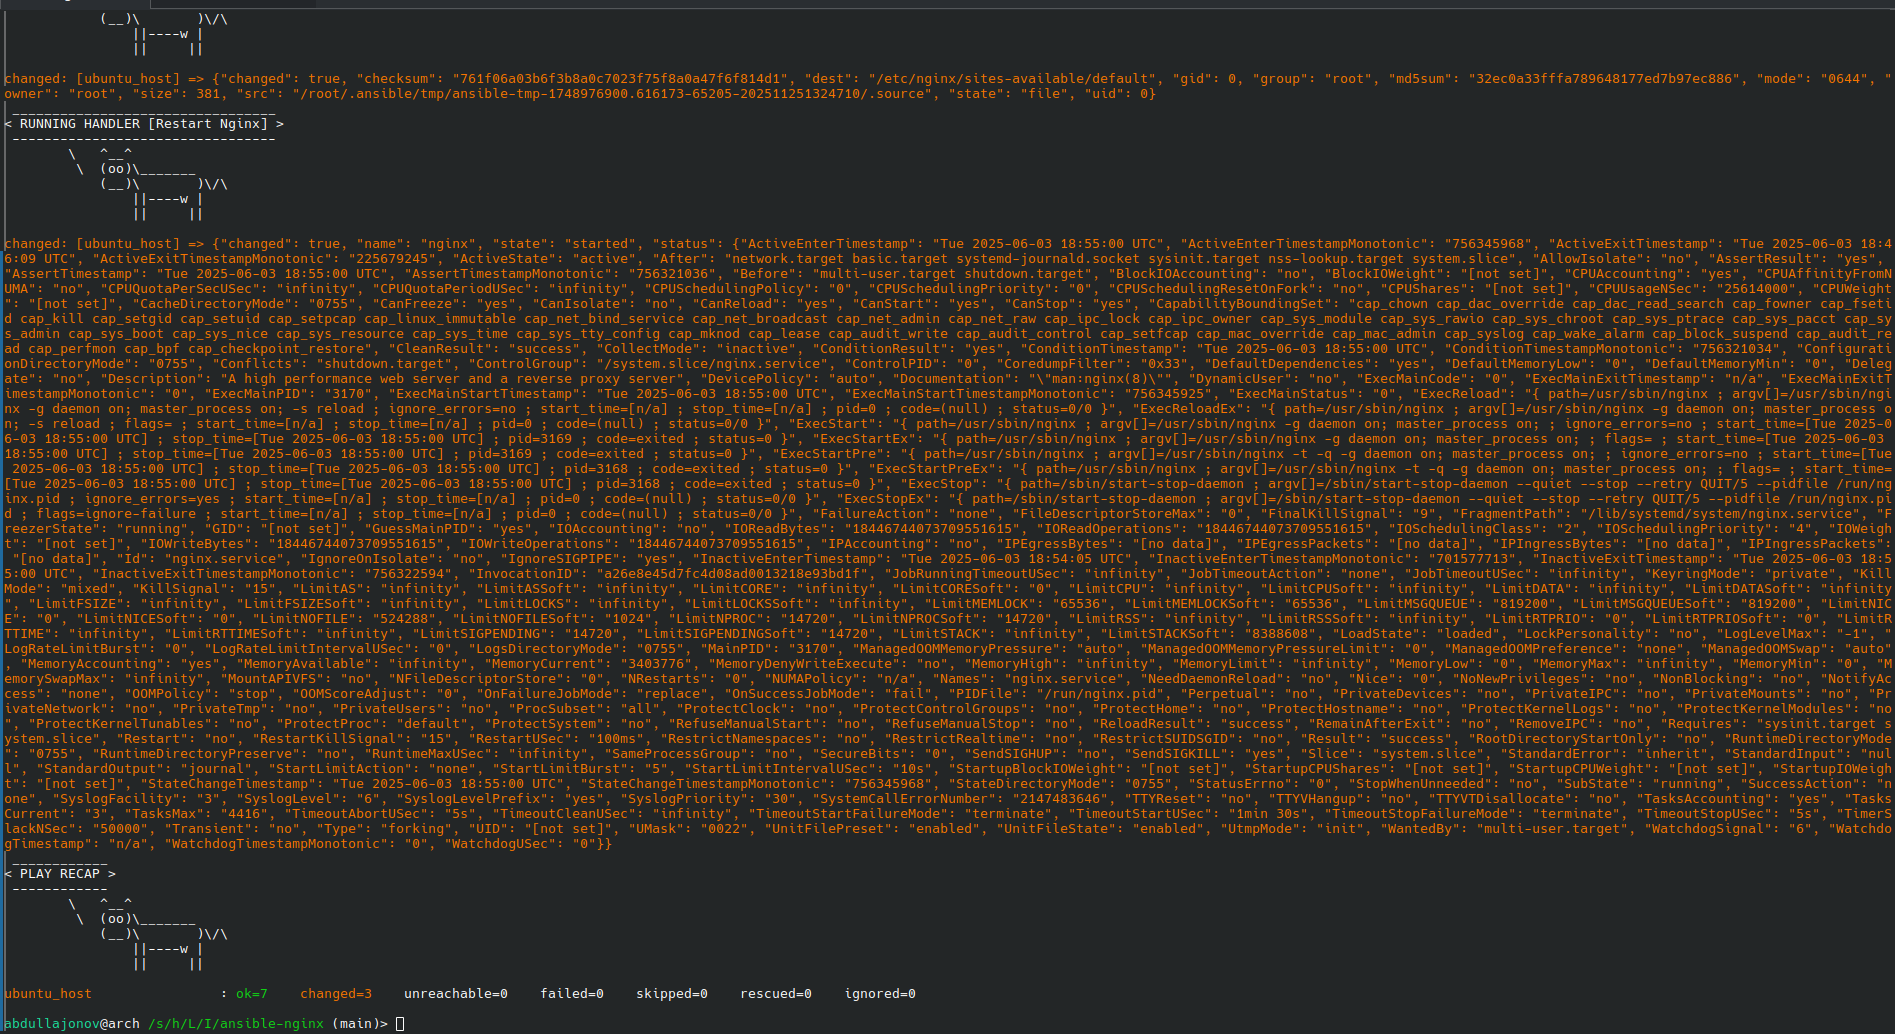 (__)\       )\/\
||----w |
||     ||
changed: [ubuntu_host] => {"changed": true, "checksum": "761f06a03b6f3b8a0c7023f75f8a0a47f6f814d1", "dest": "/etc/nginx/sites-available/default", "gid": 0, "group": "root", "md5sum": "32ec0a33fffa789648177ed7b97ec886", "mode": "0644", "
owner": "root", "size": 381, "src": "/root/.ansible/tmp/ansible-tmp-1748976900.616173-65205-202511251324710/.source", "state": "file", "uid": 0}
_________________________________
< RUNNING HANDLER [Restart Nginx] >
---------------------------------
\   ^__^
\  (oo)\_______
(__)\       )\/\
||----w |
||     ||
changed: [ubuntu_host] => {"changed": true, "name": "nginx", "state": "started", "status": {"ActiveEnterTimestamp": "Tue 2025-06-03 18:55:00 UTC", "ActiveEnterTimestampMonotonic": "756345968", "ActiveExitTimestamp": "Tue 2025-06-03 18:4
6:09 UTC", "ActiveExitTimestampMonotonic": "225679245", "ActiveState": "active", "After": "network.target basic.target systemd-journald.socket sysinit.target nss-lookup.target system.slice", "AllowIsolate": "no", "AssertResult": "yes",
"AssertTimestamp": "Tue 2025-06-03 18:55:00 UTC", "AssertTimestampMonotonic": "756321036", "Before": "multi-user.target shutdown.target", "BlockIOAccounting": "no", "BlockIOWeight": "[not set]", "CPUAccounting": "yes", "CPUAffinityFromN
UMA": "no", "CPUQuotaPerSecUSec": "infinity", "CPUQuotaPeriodUSec": "infinity", "CPUSchedulingPolicy": "0", "CPUSchedulingPriority": "0", "CPUSchedulingResetOnFork": "no", "CPUShares": "[not set]", "CPUUsageNSec": "25614000", "CPUWeight
": "[not set]", "CacheDirectoryMode": "0755", "CanFreeze": "yes", "CanIsolate": "no", "CanReload": "yes", "CanStart": "yes", "CanStop": "yes", "CapabilityBoundingSet": "cap_chown cap_dac_override cap_dac_read_search cap_fowner cap_fseti
d cap_kill cap_setgid cap_setuid cap_setpcap cap_linux_immutable cap_net_bind_service cap_net_broadcast cap_net_admin cap_net_raw cap_ipc_lock cap_ipc_owner cap_sys_module cap_sys_rawio cap_sys_chroot cap_sys_ptrace cap_sys_pacct cap_sy
s_admin cap_sys_boot cap_sys_nice cap_sys_resource cap_sys_time cap_sys_tty_config cap_mknod cap_lease cap_audit_write cap_audit_control cap_setfcap cap_mac_override cap_mac_admin cap_syslog cap_wake_alarm cap_block_suspend cap_audit_re
ad cap_perfmon cap_bpf cap_checkpoint_restore", "CleanResult": "success", "CollectMode": "inactive", "ConditionResult": "yes", "ConditionTimestamp": "Tue 2025-06-03 18:55:00 UTC", "ConditionTimestampMonotonic": "756321034", "Configurati
onDirectoryMode": "0755", "Conflicts": "shutdown.target", "ControlGroup": "/system.slice/nginx.service", "ControlPID": "0", "CoredumpFilter": "0x33", "DefaultDependencies": "yes", "DefaultMemoryLow": "0", "DefaultMemoryMin": "0", "Deleg
ate": "no", "Description": "A high performance web server and a reverse proxy server", "DevicePolicy": "auto", "Documentation": "\"man:nginx(8)\"", "DynamicUser": "no", "ExecMainCode": "0", "ExecMainExitTimestamp": "n/a", "ExecMainExitT
imestampMonotonic": "0", "ExecMainPID": "3170", "ExecMainStartTimestamp": "Tue 2025-06-03 18:55:00 UTC", "ExecMainStartTimestampMonotonic": "756345925", "ExecMainStatus": "0", "ExecReload": "{ path=/usr/sbin/nginx ; argv[]=/usr/sbin/ngi
nx -g daemon on; master_process on; -s reload ; ignore_errors=no ; start_time=[n/a] ; stop_time=[n/a] ; pid=0 ; code=(null) ; status=0/0 }", "ExecReloadEx": "{ path=/usr/sbin/nginx ; argv[]=/usr/sbin/nginx -g daemon on; master_process o
n; -s reload ; flags= ; start_time=[n/a] ; stop_time=[n/a] ; pid=0 ; code=(null) ; status=0/0 }", "ExecStart": "{ path=/usr/sbin/nginx ; argv[]=/usr/sbin/nginx -g daemon on; master_process on; ; ignore_errors=no ; start_time=[Tue 2025-0
6-03 18:55:00 UTC] ; stop_time=[Tue 2025-06-03 18:55:00 UTC] ; pid=3169 ; code=exited ; status=0 }", "ExecStartEx": "{ path=/usr/sbin/nginx ; argv[]=/usr/sbin/nginx -g daemon on; master_process on; ; flags= ; start_time=[Tue 2025-06-03
18:55:00 UTC] ; stop_time=[Tue 2025-06-03 18:55:00 UTC] ; pid=3169 ; code=exited ; status=0 }", "ExecStartPre": "{ path=/usr/sbin/nginx ; argv[]=/usr/sbin/nginx -t -q -g daemon on; master_process on; ; ignore_errors=no ; start_time=[Tue
2025-06-03 18:55:00 UTC] ; stop_time=[Tue 2025-06-03 18:55:00 UTC] ; pid=3168 ; code=exited ; status=0 }", "ExecStartPreEx": "{ path=/usr/sbin/nginx ; argv[]=/usr/sbin/nginx -t -q -g daemon on; master_process on; ; flags= ; start_time=
[Tue 2025-06-03 18:55:00 UTC] ; stop_time=[Tue 2025-06-03 18:55:00 UTC] ; pid=3168 ; code=exited ; status=0 }", "ExecStop": "{ path=/sbin/start-stop-daemon ; argv[]=/sbin/start-stop-daemon --quiet --stop --retry QUIT/5 --pidfile /run/ng
inx.pid ; ignore_errors=yes ; start_time=[n/a] ; stop_time=[n/a] ; pid=0 ; code=(null) ; status=0/0 }", "ExecStopEx": "{ path=/sbin/start-stop-daemon ; argv[]=/sbin/start-stop-daemon --quiet --stop --retry QUIT/5 --pidfile /run/nginx.pi
d ; flags=ignore-failure ; start_time=[n/a] ; stop_time=[n/a] ; pid=0 ; code=(null) ; status=0/0 }", "FailureAction": "none", "FileDescriptorStoreMax": "0", "FinalKillSignal": "9", "FragmentPath": "/lib/systemd/system/nginx.service", "F
reezerState": "running", "GID": "[not set]", "GuessMainPID": "yes", "IOAccounting": "no", "IOReadBytes": "18446744073709551615", "IOReadOperations": "18446744073709551615", "IOSchedulingClass": "2", "IOSchedulingPriority": "4", "IOWeigh
t": "[not set]", "IOWriteBytes": "18446744073709551615", "IOWriteOperations": "18446744073709551615", "IPAccounting": "no", "IPEgressBytes": "[no data]", "IPEgressPackets": "[no data]", "IPIngressBytes": "[no data]", "IPIngressPackets":
"[no data]", "Id": "nginx.service", "IgnoreOnIsolate": "no", "IgnoreSIGPIPE": "yes", "InactiveEnterTimestamp": "Tue 2025-06-03 18:54:05 UTC", "InactiveEnterTimestampMonotonic": "701577713", "InactiveExitTimestamp": "Tue 2025-06-03 18:5
5:00 UTC", "InactiveExitTimestampMonotonic": "756322594", "InvocationID": "a26e8e45d7fc4d08ad0013218e93bd1f", "JobRunningTimeoutUSec": "infinity", "JobTimeoutAction": "none", "JobTimeoutUSec": "infinity", "KeyringMode": "private", "Kill
Mode": "mixed", "KillSignal": "15", "LimitAS": "infinity", "LimitASSoft": "infinity", "LimitCORE": "infinity", "LimitCORESoft": "0", "LimitCPU": "infinity", "LimitCPUSoft": "infinity", "LimitDATA": "infinity", "LimitDATASoft": "infinity
", "LimitFSIZE": "infinity", "LimitFSIZESoft": "infinity", "LimitLOCKS": "infinity", "LimitLOCKSSoft": "infinity", "LimitMEMLOCK": "65536", "LimitMEMLOCKSoft": "65536", "LimitMSGQUEUE": "819200", "LimitMSGQUEUESoft": "819200", "LimitNIC
E": "0", "LimitNICESoft": "0", "LimitNOFILE": "524288", "LimitNOFILESoft": "1024", "LimitNPROC": "14720", "LimitNPROCSoft": "14720", "LimitRSS": "infinity", "LimitRSSSoft": "infinity", "LimitRTPRIO": "0", "LimitRTPRIOSoft": "0", "LimitR
TTIME": "infinity", "LimitRTTIMESoft": "infinity", "LimitSIGPENDING": "14720", "LimitSIGPENDINGSoft": "14720", "LimitSTACK": "infinity", "LimitSTACKSoft": "8388608", "LoadState": "loaded", "LockPersonality": "no", "LogLevelMax": "-1", "
LogRateLimitBurst": "0", "LogRateLimitIntervalUSec": "0", "LogsDirectoryMode": "0755", "MainPID": "3170", "ManagedOOMMemoryPressure": "auto", "ManagedOOMMemoryPressureLimit": "0", "ManagedOOMPreference": "none", "ManagedOOMSwap": "auto"
, "MemoryAccounting": "yes", "MemoryAvailable": "infinity", "MemoryCurrent": "3403776", "MemoryDenyWriteExecute": "no", "MemoryHigh": "infinity", "MemoryLimit": "infinity", "MemoryLow": "0", "MemoryMax": "infinity", "MemoryMin": "0", "M
emorySwapMax": "infinity", "MountAPIVFS": "no", "NFileDescriptorStore": "0", "NRestarts": "0", "NUMAPolicy": "n/a", "Names": "nginx.service", "NeedDaemonReload": "no", "Nice": "0", "NoNewPrivileges": "no", "NonBlocking": "no", "NotifyAc
cess": "none", "OOMPolicy": "stop", "OOMScoreAdjust": "0", "OnFailureJobMode": "replace", "OnSuccessJobMode": "fail", "PIDFile": "/run/nginx.pid", "Perpetual": "no", "PrivateDevices": "no", "PrivateIPC": "no", "PrivateMounts": "no", "Pr
ivateNetwork": "no", "PrivateTmp": "no", "PrivateUsers": "no", "ProcSubset": "all", "ProtectClock": "no", "ProtectControlGroups": "no", "ProtectHome": "no", "ProtectHostname": "no", "ProtectKernelLogs": "no", "ProtectKernelModules": "no
", "ProtectKernelTunables": "no", "ProtectProc": "default", "ProtectSystem": "no", "RefuseManualStart": "no", "RefuseManualStop": "no", "ReloadResult": "success", "RemainAfterExit": "no", "RemoveIPC": "no", "Requires": "sysinit.target s
ystem.slice", "Restart": "no", "RestartKillSignal": "15", "RestartUSec": "100ms", "RestrictNamespaces": "no", "RestrictRealtime": "no", "RestrictSUIDSGID": "no", "Result": "success", "RootDirectoryStartOnly": "no", "RuntimeDirectoryMode
": "0755", "RuntimeDirectoryPreserve": "no", "RuntimeMaxUSec": "infinity", "SameProcessGroup": "no", "SecureBits": "0", "SendSIGHUP": "no", "SendSIGKILL": "yes", "Slice": "system.slice", "StandardError": "inherit", "StandardInput": "nul
l", "StandardOutput": "journal", "StartLimitAction": "none", "StartLimitBurst": "5", "StartLimitIntervalUSec": "10s", "StartupBlockIOWeight": "[not set]", "StartupCPUShares": "[not set]", "StartupCPUWeight": "[not set]", "StartupIOWeigh
t": "[not set]", "StateChangeTimestamp": "Tue 2025-06-03 18:55:00 UTC", "StateChangeTimestampMonotonic": "756345968", "StateDirectoryMode": "0755", "StatusErrno": "0", "StopWhenUnneeded": "no", "SubState": "running", "SuccessAction": "n
one", "SyslogFacility": "3", "SyslogLevel": "6", "SyslogLevelPrefix": "yes", "SyslogPriority": "30", "SystemCallErrorNumber": "2147483646", "TTYReset": "no", "TTYVHangup": "no", "TTYVTDisallocate": "no", "TasksAccounting": "yes", "Tasks
Current": "3", "TasksMax": "4416", "TimeoutAbortUSec": "5s", "TimeoutCleanUSec": "infinity", "TimeoutStartFailureMode": "terminate", "TimeoutStartUSec": "1min 30s", "TimeoutStopFailureMode": "terminate", "TimeoutStopUSec": "5s", "TimerS
lackNSec": "50000", "Transient": "no", "Type": "forking", "UID": "[not set]", "UMask": "0022", "UnitFilePreset": "enabled", "UnitFileState": "enabled", "UtmpMode": "init", "WantedBy": "multi-user.target", "WatchdogSignal": "6", "Watchdo
gTimestamp": "n/a", "WatchdogTimestampMonotonic": "0", "WatchdogUSec": "0"}}
____________
< PLAY RECAP >
------------
\   ^__^
\  (oo)\_______
(__)\       )\/\
||----w |
||     ||
ubuntu_host                : ok=7    changed=3    unreachable=0    failed=0    skipped=0    rescued=0    ignored=0
abdullajonov@arch /s/h/L/I/ansible-nginx (main)>